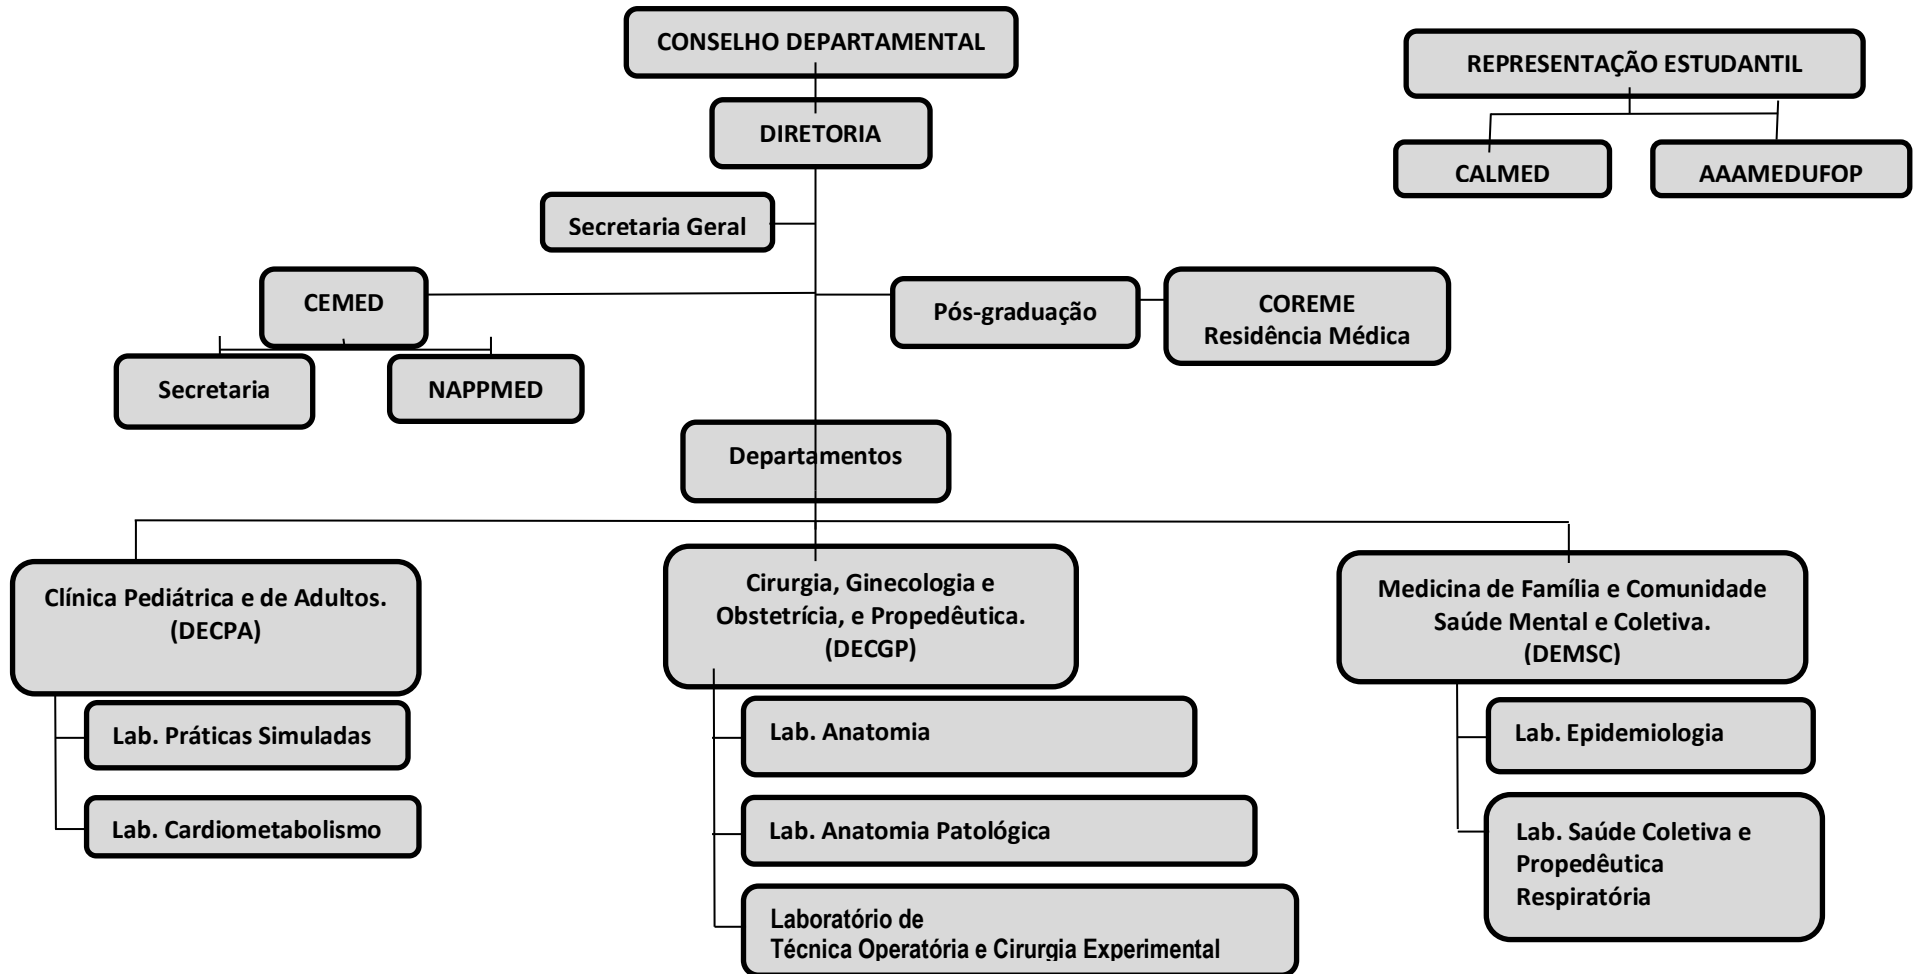 CONSELHO DEPARTAMENTAL
REPRESENTAÇÃO ESTUDANTIL
DIRETORIA
CALMED
AAAMEDUFOP
Secretaria Geral
CEMED
Pós-graduação
COREME
Residência Médica
Secretaria
NAPPMED
Departamentos
Clínica Pediátrica e de Adultos.
(DECPA)
Cirurgia, Ginecologia e
Obstetrícia, e Propedêutica.
(DECGP)
Medicina de Família e Comunidade
Saúde Mental e Coletiva.
(DEMSC)
Lab. Práticas Simuladas
Lab. Cardiometabolismo
Lab. Anatomia
Lab. Anatomia Patológica
Laboratório de
Técnica Operatória e Cirurgia Experimental
Lab. Epidemiologia
Lab. Saúde Coletiva e
Propedêutica
Respiratória